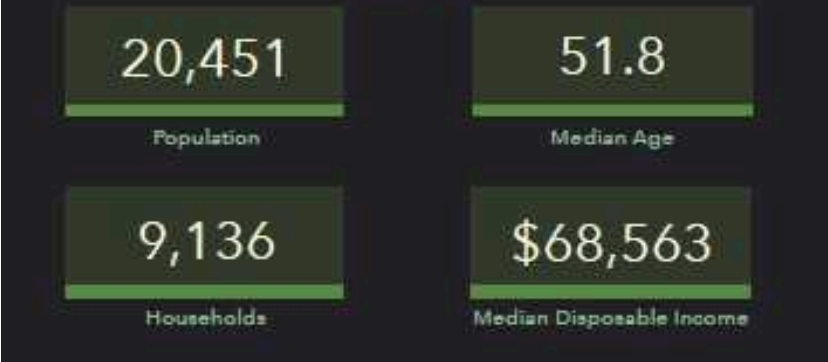 20,451
51.8
Population
Median Age
9,136
$68,563
Households
Median Disposable Income